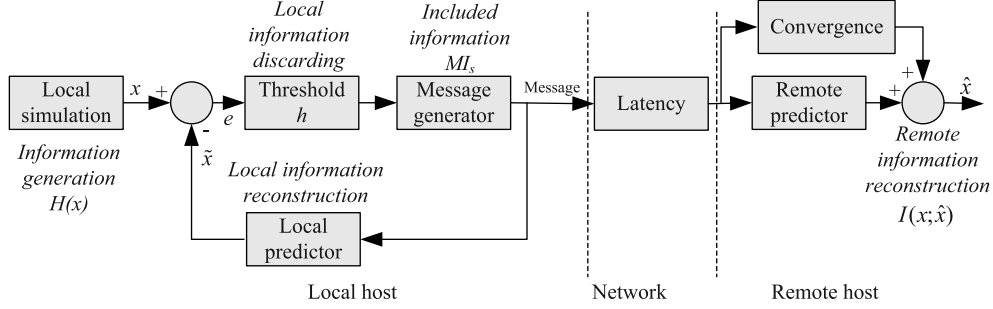 Local
information
discarding
Included
information
MIs
Convergence
Local
simulation
x
+
-
e
Threshold
h
Message
generator
Message
Latency
Remote
predictor
+
+
x̂
x̃
Information
generation
H(x)
Local information
reconstruction
Local
predictor
Remote
information
reconstruction
I(x;x̂)
Local host
Network
Remote host